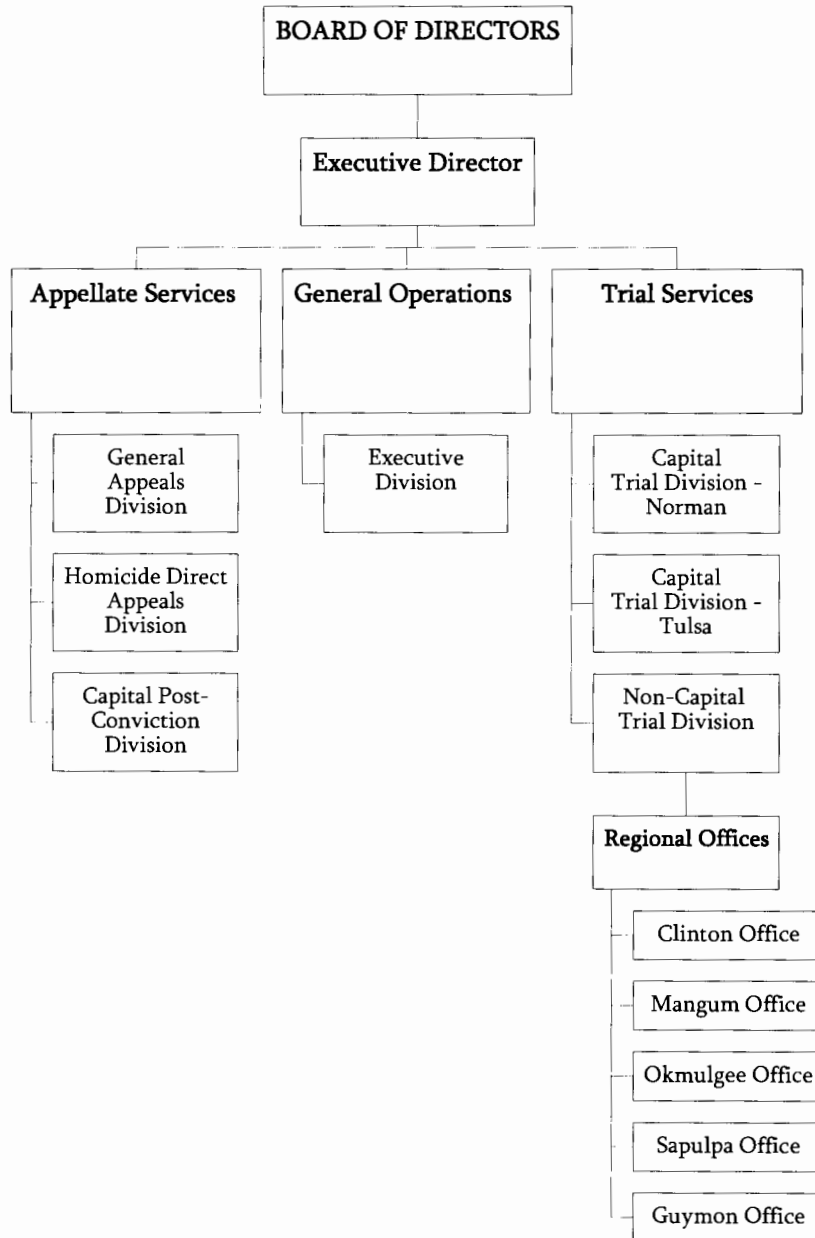 BOARD OF DIRECTORS
Executive Director
Appellate Services
General Operations
Trial Services
General
Appeals
Division
Executive
Division
Capital
Trial Division -
Norman
Homicide Direct
Appeals
Division
Capital
Trial Division -
Tulsa
Capital Post-
Conviction
Division
Non-Capital
Trial Division
Regional Offices
Clinton Office
Mangum Office
Okmulgee Office
Sapulpa Office
Guymon Office